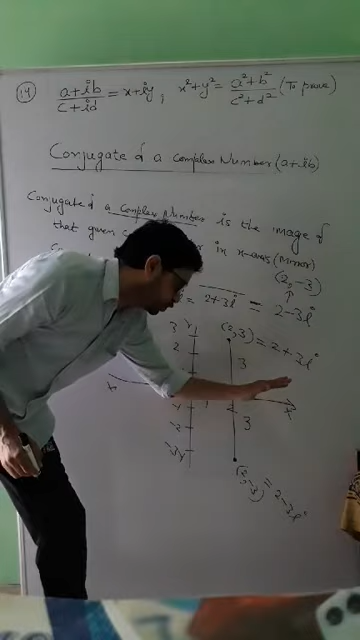 (14) (a+ib)/(c+id) = x+iy, x²+y² = (a²+b²)/(c²+d²) (To prove)
Conjugate of a Complex Number (a+ib)
Conjugate of a Complex Number is the image of
that given in x-axis (Mirror)
(2, -3)
2+3i = 2-3i
3 y (2, 3) = 2+3i
2 3
x x
-1 1 2 3
-2
-3 y
(2, -3) = 2-3i